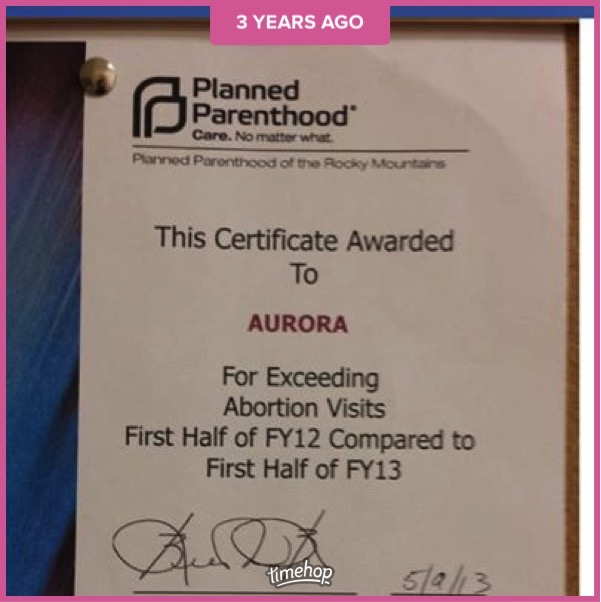 3 YEARS AGO
Planned
Parenthood®
Care. No matter what.
Planned Parenthood of the Rocky Mountains
This Certificate Awarded
To
AURORA
For Exceeding
Abortion Visits
First Half of FY12 Compared to
First Half of FY13
timehop
5/9/13